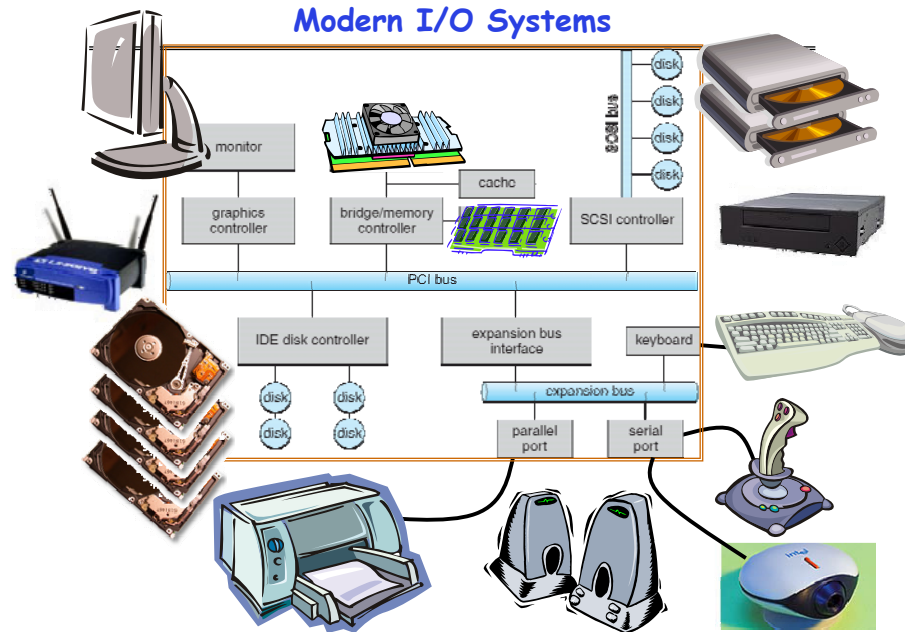 Modern I/O Systems
disk
disk
disk
disk
SCSI bus
monitor
cache
graphics
controller
bridge/memory
controller
SCSI controller
PCI bus
IDE disk controller
expansion bus
interface
keyboard
disk
disk
disk
disk
expansion bus
parallel
port
serial
port
intel